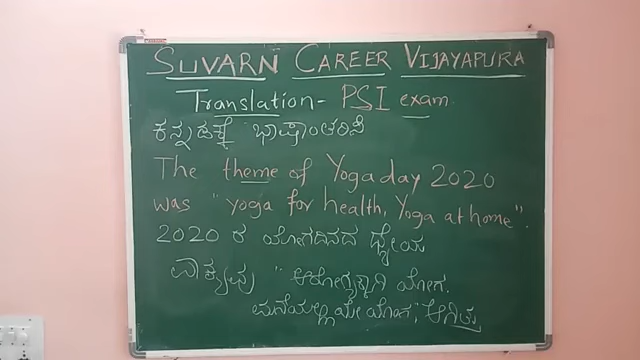 SUVARN CAREER VIJAYAPURA
Translation- PSI exam
ಕನ್ನಡಕ್ಕೆ ಭಾಷಾಂತರಿಸಿ
The theme of Yoga day 2020
was "yoga for health, Yoga at home".
2020 ರ ಯೋಗದಿನದ ಧ್ಯೇಯ
ವಾಕ್ಯವು "ಆರೋಗ್ಯಕ್ಕಾಗಿ ಯೋಗ.
ಮನೆಯಲ್ಲಿಯೇ ಯೋಗ", ಆಗಿತ್ತು